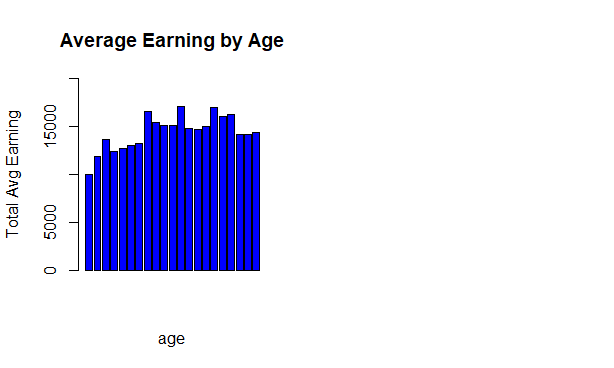 Average Earning by Age
Total Avg Earning
15000
5000
0
age